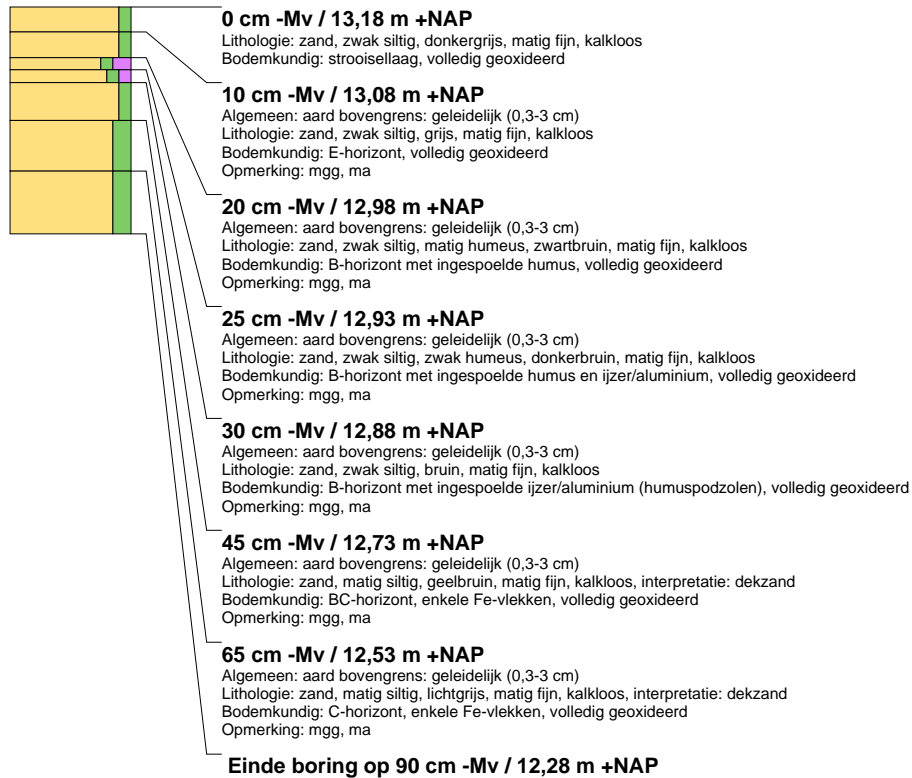 0 cm -Mv / 13,18 m +NAP
Lithologie: zand, zwak siltig, donkergrijs, matig fijn, kalkloos
Bodemkundig: strooisellaag, volledig geoxideerd
10 cm -Mv / 13,08 m +NAP
Algemeen: aard bovengrens: geleidelijk (0,3-3 cm)
Lithologie: zand, zwak siltig, grijs, matig fijn, kalkloos
Bodemkundig: E-horizont, volledig geoxideerd
Opmerking: mgg, ma
20 cm -Mv / 12,98 m +NAP
Algemeen: aard bovengrens: geleidelijk (0,3-3 cm)
Lithologie: zand, zwak siltig, matig humeus, zwartbruin, matig fijn, kalkloos
Bodemkundig: B-horizont met ingespoelde humus, volledig geoxideerd
Opmerking: mgg, ma
25 cm -Mv / 12,93 m +NAP
Algemeen: aard bovengrens: geleidelijk (0,3-3 cm)
Lithologie: zand, zwak siltig, zwak humeus, donkerbruin, matig fijn, kalkloos
Bodemkundig: B-horizont met ingespoelde humus en ijzer/aluminium, volledig geoxideerd
Opmerking: mgg, ma
30 cm -Mv / 12,88 m +NAP
Algemeen: aard bovengrens: geleidelijk (0,3-3 cm)
Lithologie: zand, zwak siltig, bruin, matig fijn, kalkloos
Bodemkundig: B-horizont met ingespoelde ijzer/aluminium (humuspodzolen), volledig geoxideerd
Opmerking: mgg, ma
45 cm -Mv / 12,73 m +NAP
Algemeen: aard bovengrens: geleidelijk (0,3-3 cm)
Lithologie: zand, matig siltig, geelbruin, matig fijn, kalkloos, interpretatie: dekzand
Bodemkundig: BC-horizont, enkele Fe-vlekken, volledig geoxideerd
Opmerking: mgg, ma
65 cm -Mv / 12,53 m +NAP
Algemeen: aard bovengrens: geleidelijk (0,3-3 cm)
Lithologie: zand, matig siltig, lichtgrijs, matig fijn, kalkloos, interpretatie: dekzand
Bodemkundig: C-horizont, enkele Fe-vlekken, volledig geoxideerd
Opmerking: mgg, ma
Einde boring op 90 cm -Mv / 12,28 m +NAP